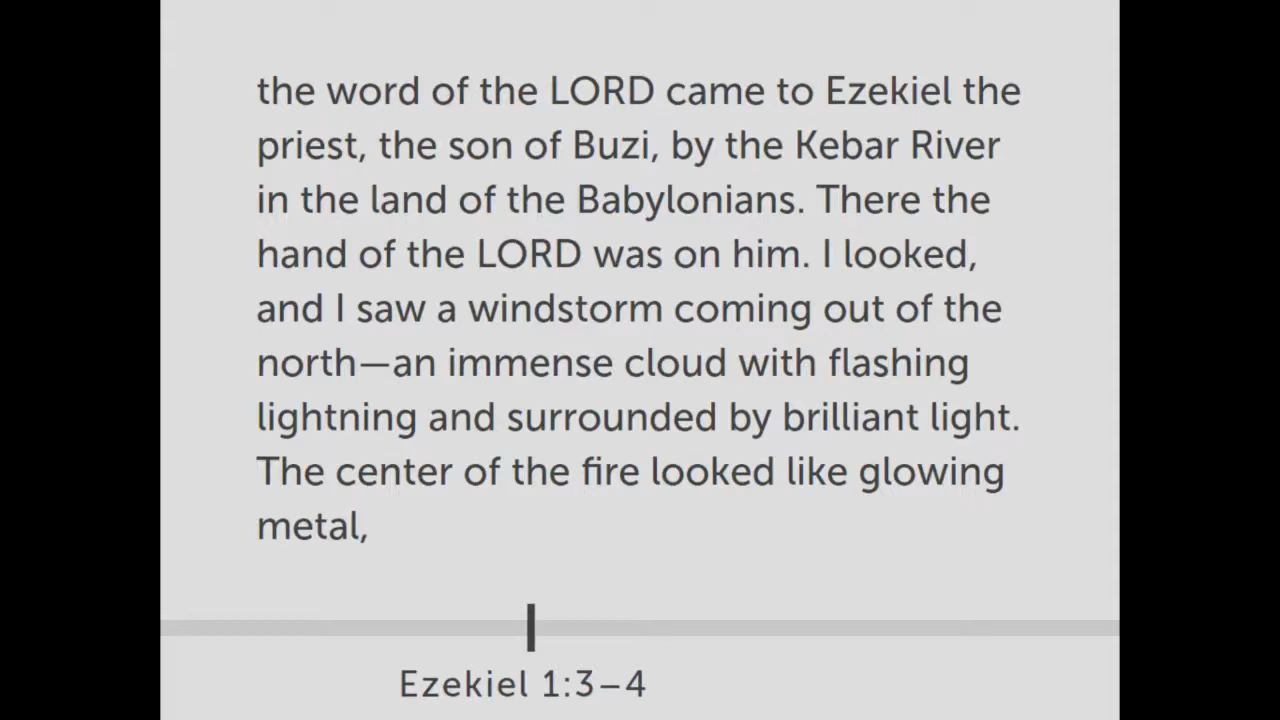 the word of the LORD came to Ezekiel the
priest, the son of Buzi, by the Kebar River
in the land of the Babylonians. There the
hand of the LORD was on him. I looked,
and I saw a windstorm coming out of the
north—an immense cloud with flashing
lightning and surrounded by brilliant light.
The center of the fire looked like glowing
metal,
Ezekiel 1:3–4